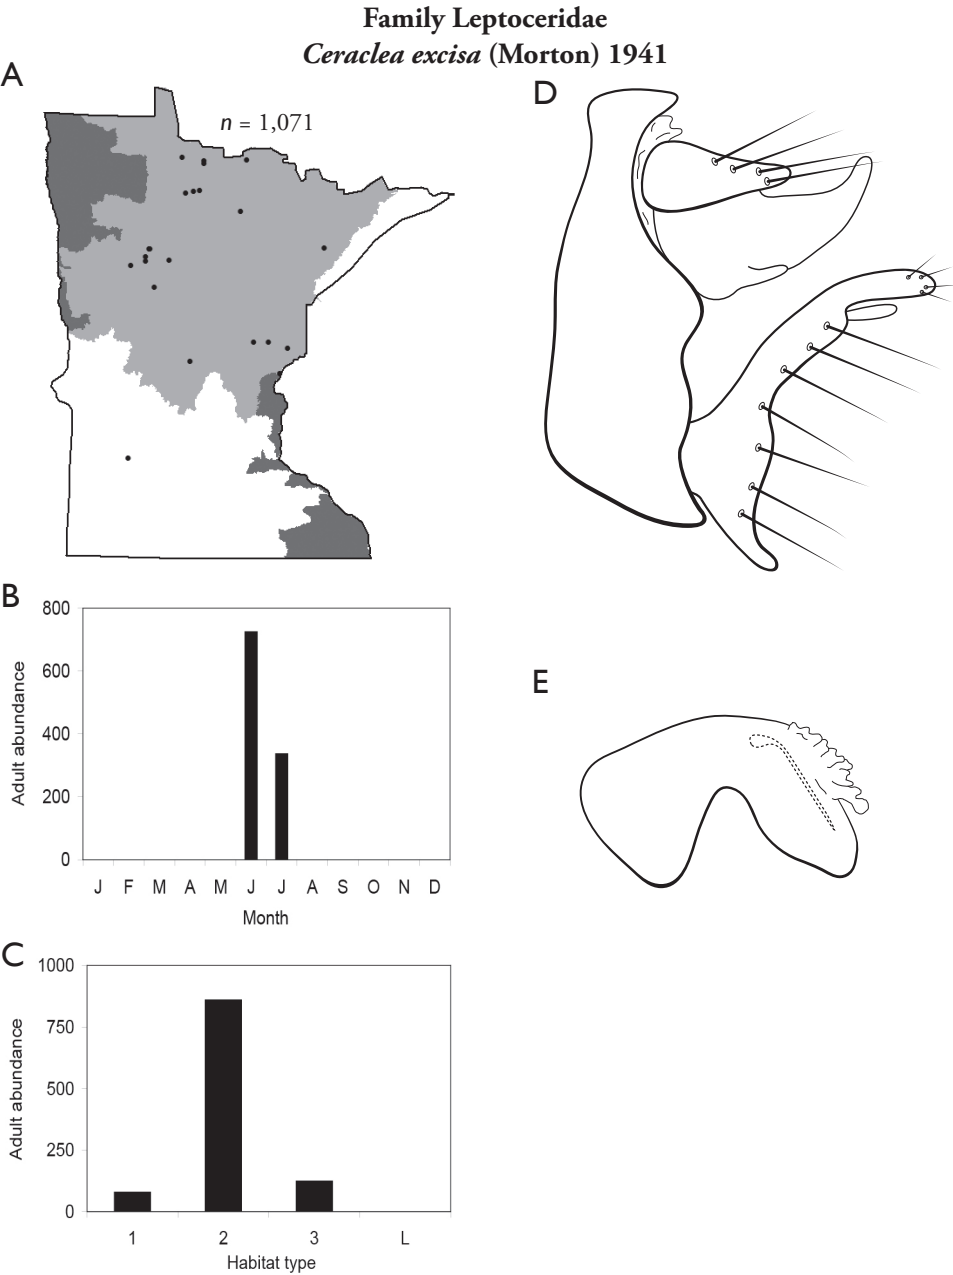 Family Leptoceridae
Ceraclea excisa (Morton) 1941
A
n = 1,071
B
800
600
400
200
0
Adult abundance
J F M A M J J A S O N D
Month
C
1000
750
500
250
0
Adult abundance
1 2 3 L
Habitat type
D
E